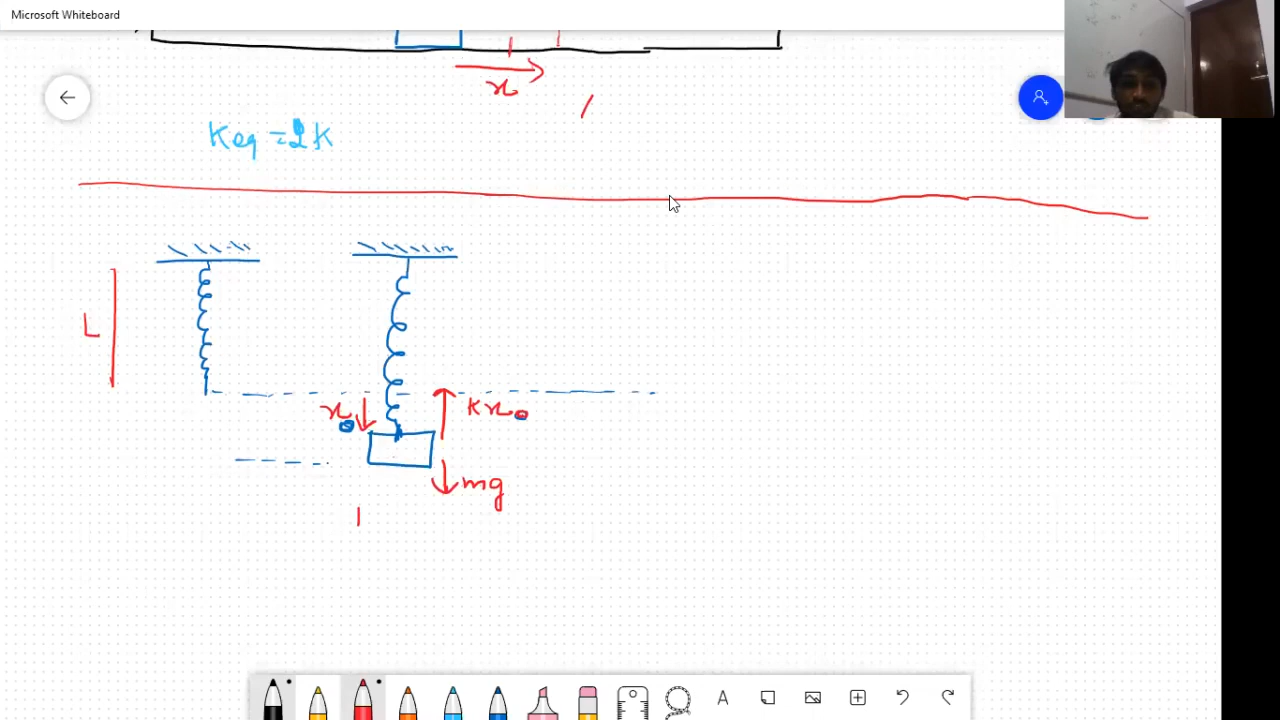 Microsoft Whiteboard
x
Keq = 2K
L
x₀
Kx₀
mg